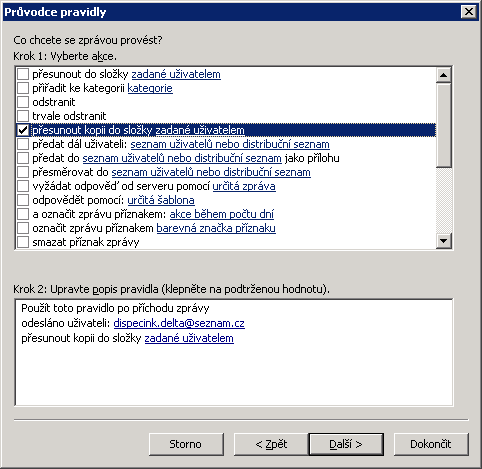 Průvodce pravidly
Co chcete se zprávou provést?
Krok 1: Vyberte akce.
přesunout do složky zadané uživatelem
přiřadit ke kategorii kategorie
odstranit
trvale odstranit
přesunout kopii do složky zadané uživatelem
předat dál uživateli: seznam uživatelů nebo distribuční seznam
předat do seznam uživatelů nebo distribuční seznam jako přílohu
přesměrovat do seznam uživatelů nebo distribuční seznam
vyžádat odpověď od serveru pomocí určitá zpráva
odpovědět pomocí: určitá šablona
a označit zprávu příznakem: akce během počtu dní
označit zprávu příznakem barevná značka příznaku
smazat příznak zprávy
Krok 2: Upravte popis pravidla (klepněte na podtrženou hodnotu).
Použít toto pravidlo po příchodu zprávy
odesláno uživateli: dispecink.delta@seznam.cz
přesunout kopii do složky zadané uživatelem
Storno
< Zpět
Další >
Dokončit